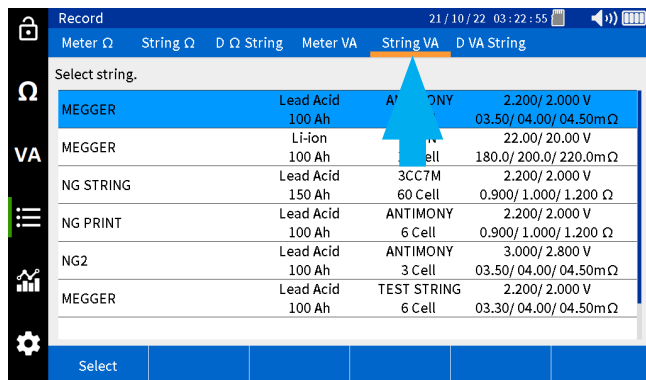 Record 21/10/22 03:22:55
Meter Ω String Ω D Ω String Meter VA String VA D VA String
Select string.
Ω
VA
MEGGER Lead Acid 2.200/ 2.000 V
100 Ah 03.50/ 04.00/ 04.50mΩ
MEGGER Li-ion 22.00/ 20.00 V
100 Ah 180.0/ 200.0/ 220.0mΩ
NG STRING Lead Acid 3CC7M 2.200/ 2.000 V
150 Ah 60 Cell 0.900/ 1.000/ 1.200 Ω
NG PRINT Lead Acid ANTIMONY 2.200/ 2.000 V
100 Ah 6 Cell 0.900/ 1.000/ 1.200 Ω
NG2 Lead Acid ANTIMONY 3.000/ 2.800 V
100 Ah 3 Cell 03.50/ 04.00/ 04.50mΩ
MEGGER Lead Acid TEST STRING 2.200/ 2.000 V
100 Ah 6 Cell 03.30/ 04.00/ 04.50mΩ
Select